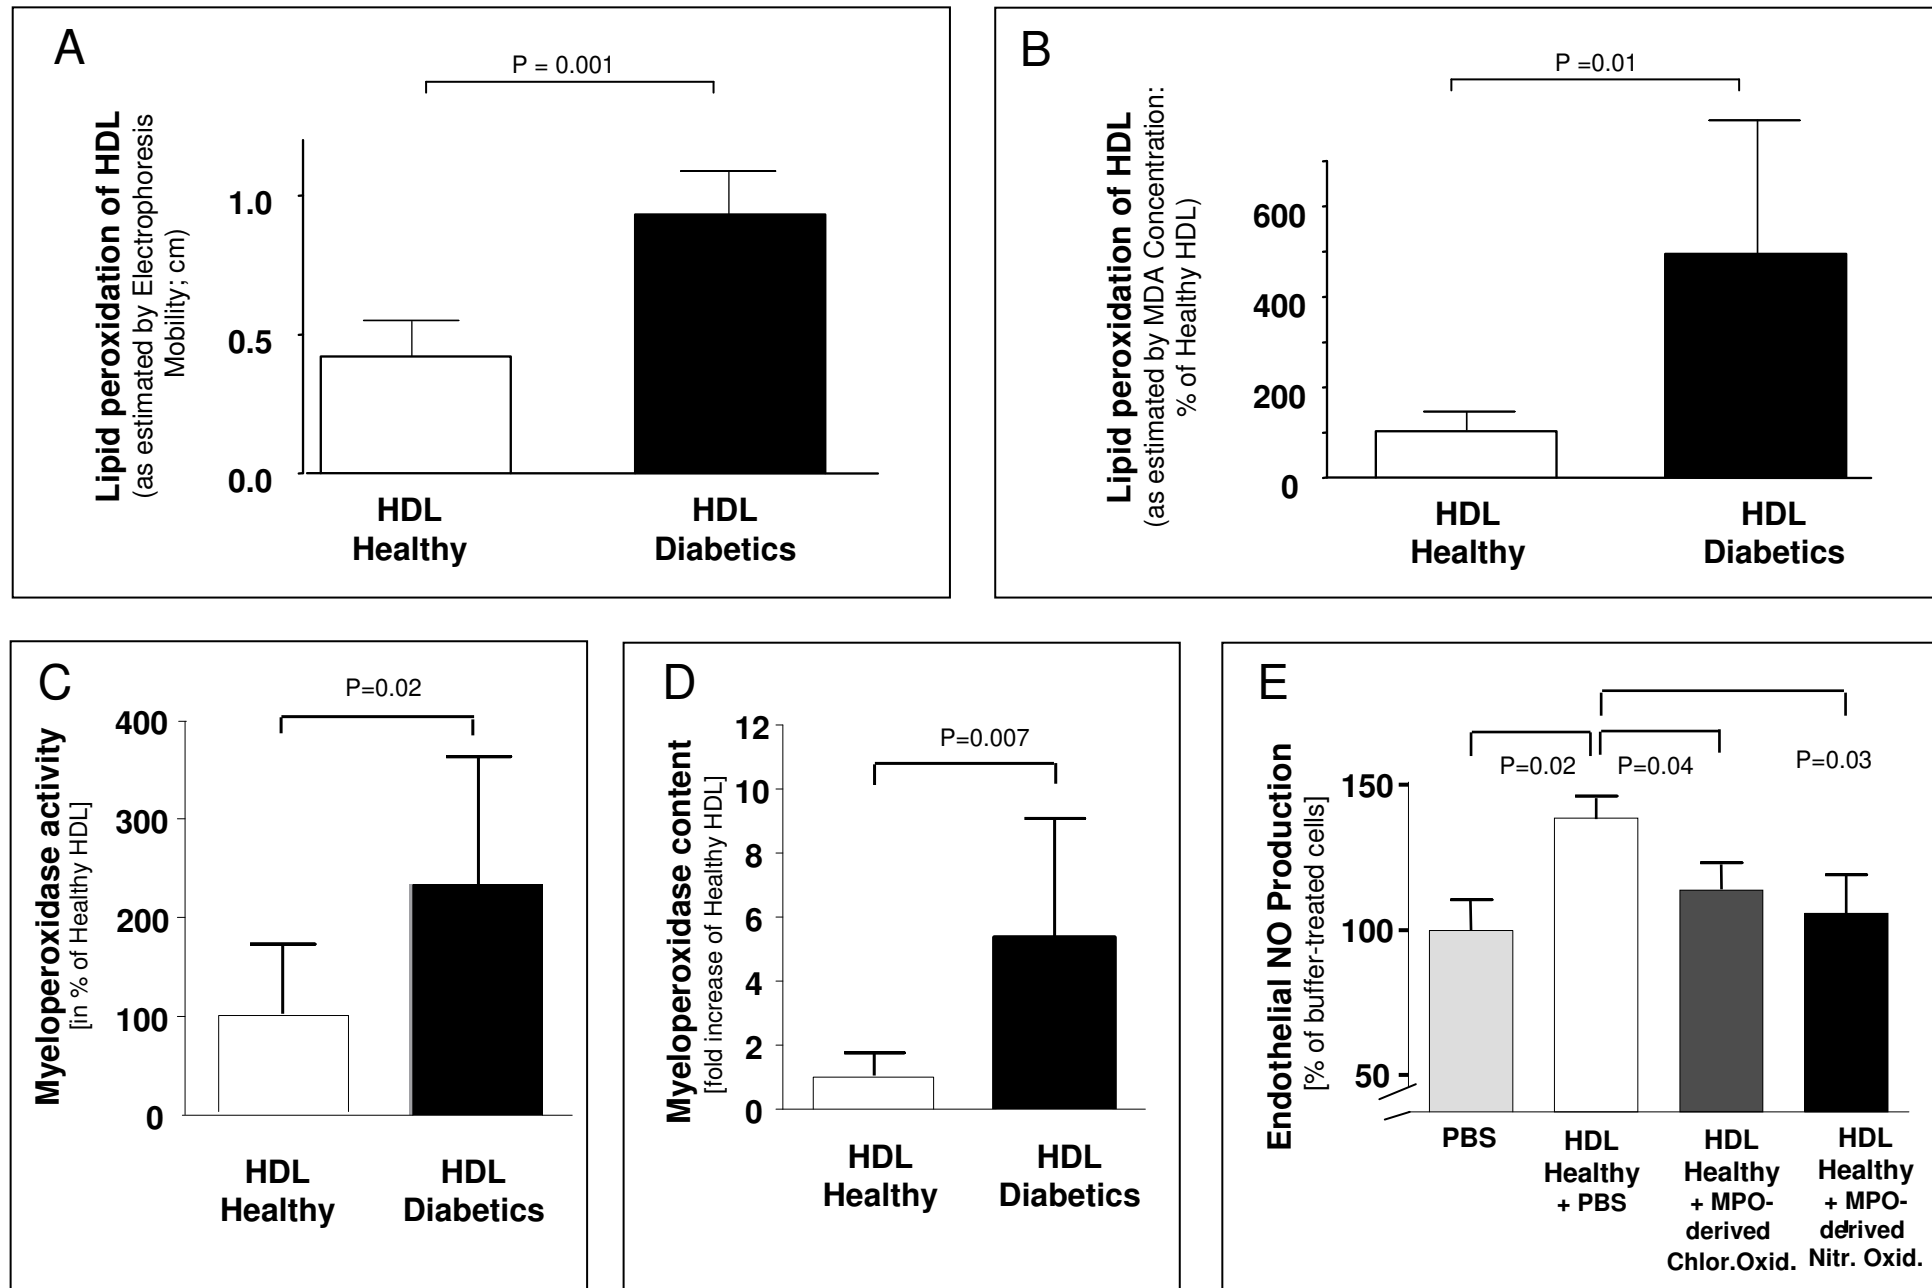 A
P = 0.001
Lipid peroxidation of HDL
(as estimated by Electrophoresis
Mobility; cm)
1.0
0.5
0.0
HDL
Healthy
HDL
Diabetics
B
P =0.01
Lipid peroxidation of HDL
(as estimated by MDA Concentration:
% of Healthy HDL)
600
400
200
0
HDL
Healthy
HDL
Diabetics
C
P=0.02
Myeloperoxidase activity
[in % of Healthy HDL]
400
300
200
100
0
HDL
Healthy
HDL
Diabetics
D
P=0.007
Myeloperoxidase content
[fold increase of Healthy HDL]
12
10
8
6
4
2
0
HDL
Healthy
HDL
Diabetics
E
P=0.02
P=0.04
P=0.03
Endothelial NO Production
[% of buffer-treated cells]
150
100
50
PBS
HDL
Healthy
+ PBS
HDL
Healthy
+ MPO-
derived
Chlor.Oxid.
HDL
Healthy
+ MPO-
derived
Nitr. Oxid.